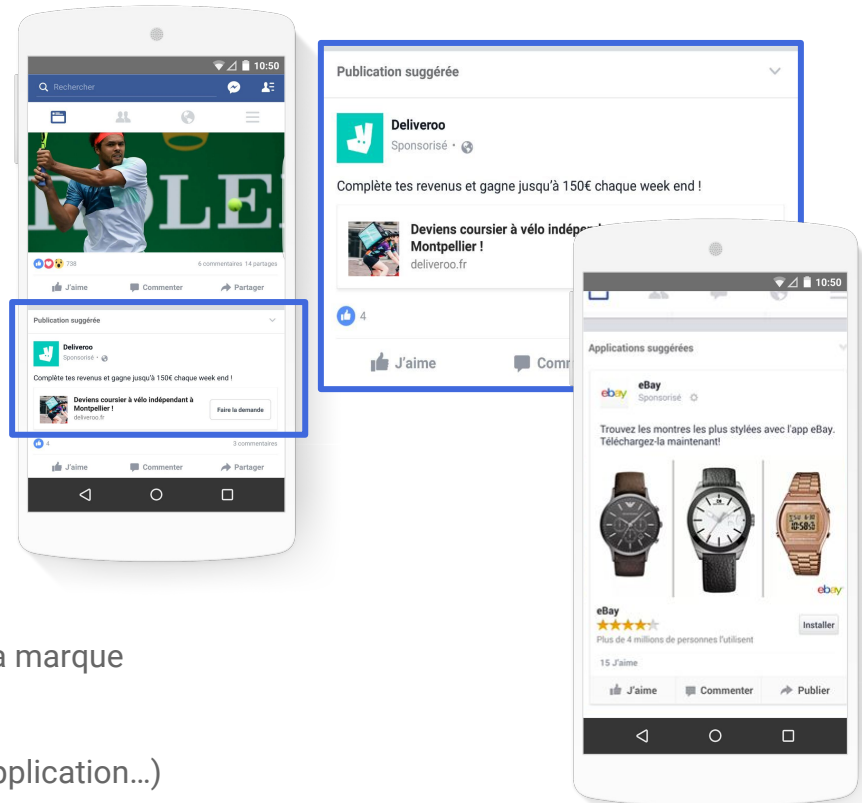 10:50
Rechercher
OLE
738
6 commentaires 14 partages
J'aime Commenter Partager
Publication suggérée
Deliveroo
Sponsorisé
Complète tes revenus et gagne jusqu'à 150€ chaque week end !
Deviens coursier à vélo indépendant à
Montpellier !
deliveroo.fr
Faire la demande
4
3 commentaires
J'aime Commenter Partager
Publication suggérée
Deliveroo
Sponsorisé
Complète tes revenus et gagne jusqu'à 150€ chaque week end !
Deviens coursier à vélo
Montpellier !
deliveroo.fr
4
J'aime
10:50
Applications suggérées
ebay
eBay
Sponsorisé
Trouvez les montres les plus stylées avec l'app eBay.
Téléchargez-la maintenant!
10:58
ebay
eBay
Installer
Plus de 4 millions de personnes l'utilisent
15 J'aime
J'aime Commenter Publier
a marque
pplication…)